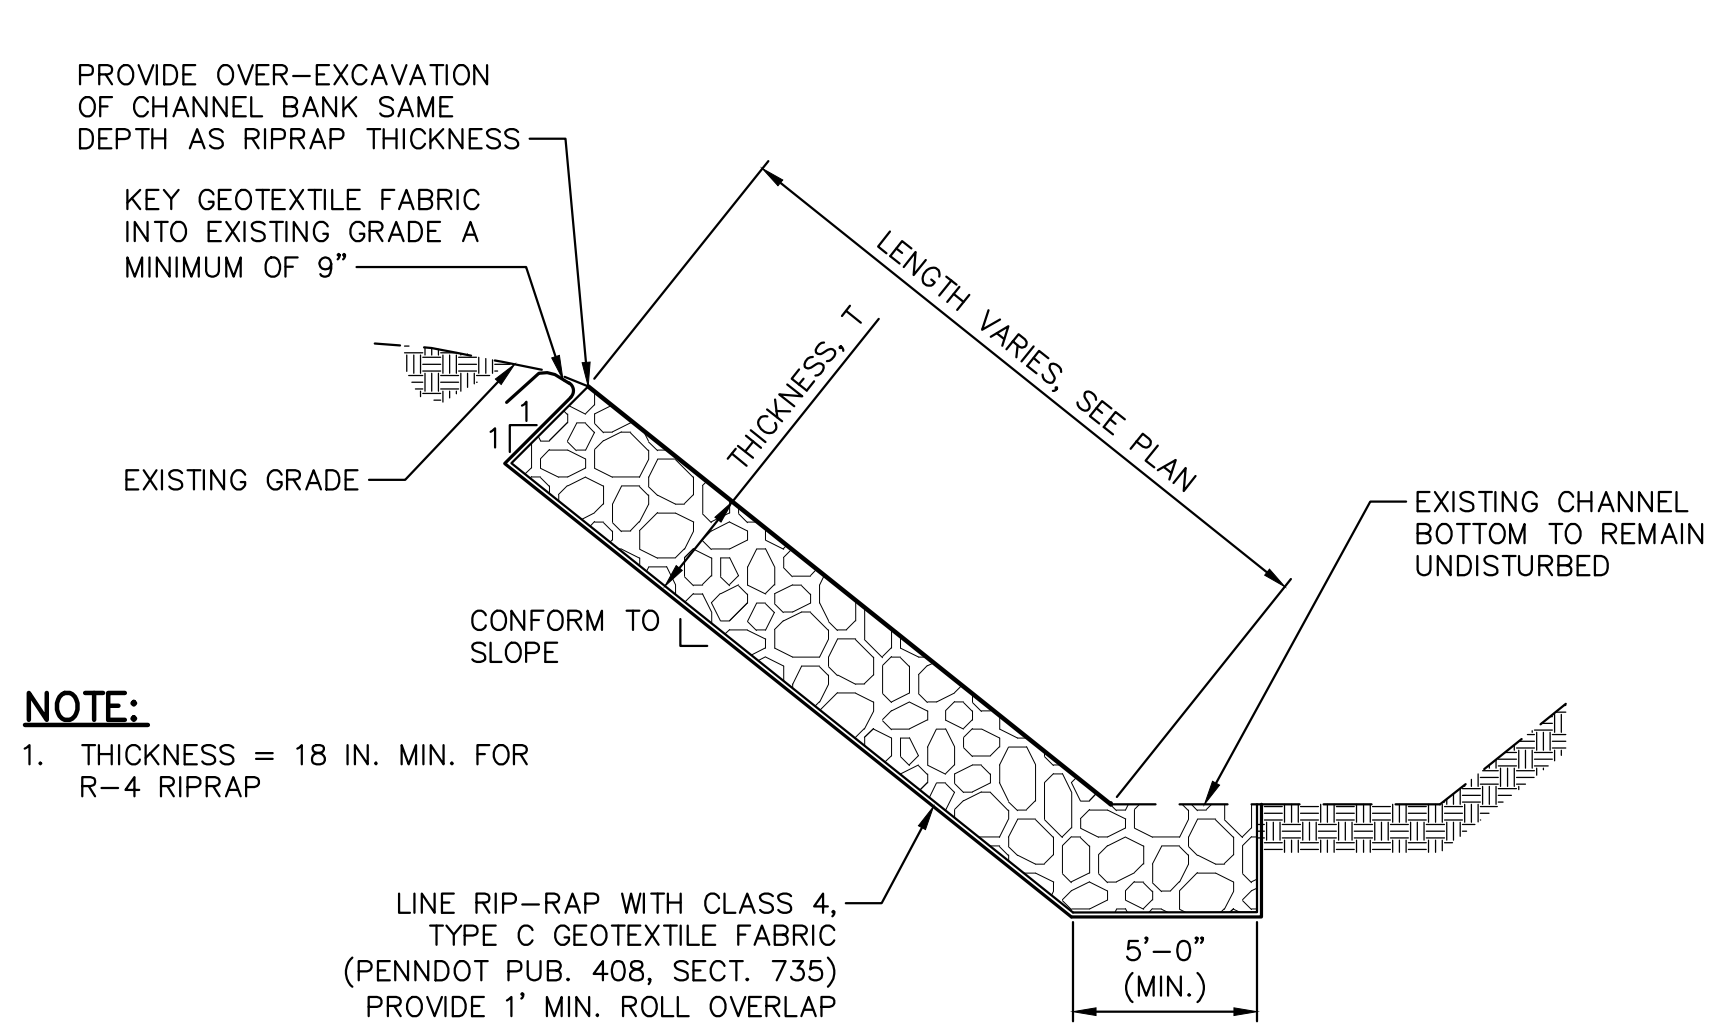 PROVIDE OVER-EXCAVATION
OF CHANNEL BANK SAME
DEPTH AS RIPRAP THICKNESS
KEY GEOTEXTILE FABRIC
INTO EXISTING GRADE A
MINIMUM OF 9"
LENGTH VARIES, SEE PLAN
THICKNESS, T
1
1
EXISTING GRADE
EXISTING CHANNEL
BOTTOM TO REMAIN
UNDISTURBED
CONFORM TO
SLOPE
NOTE:
1. THICKNESS = 18 IN. MIN. FOR
R-4 RIPRAP
LINE RIP-RAP WITH CLASS 4,
TYPE C GEOTEXTILE FABRIC
(PENNDOT PUB. 408, SECT. 735)
PROVIDE 1' MIN. ROLL OVERLAP
5'-0"
(MIN.)